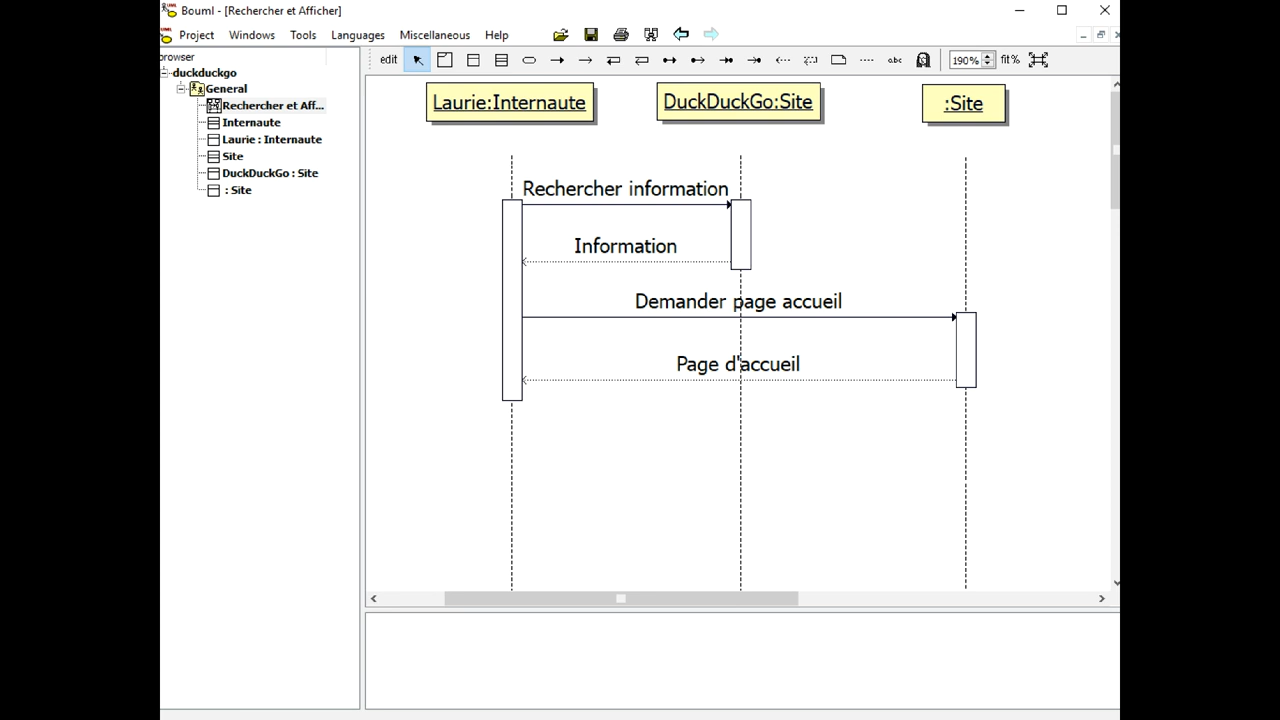 Bouml - [Rechercher et Afficher]
Project Windows Tools Languages Miscellaneous Help
rowser
edit
abc
190%
fit%
duckduckgo
General
Rechercher et Aff...
Internaute
Laurie : Internaute
Site
DuckDuckGo : Site
: Site
Laurie:Internaute
DuckDuckGo:Site
:Site
Rechercher information
Information
Demander page accueil
Page d'accueil